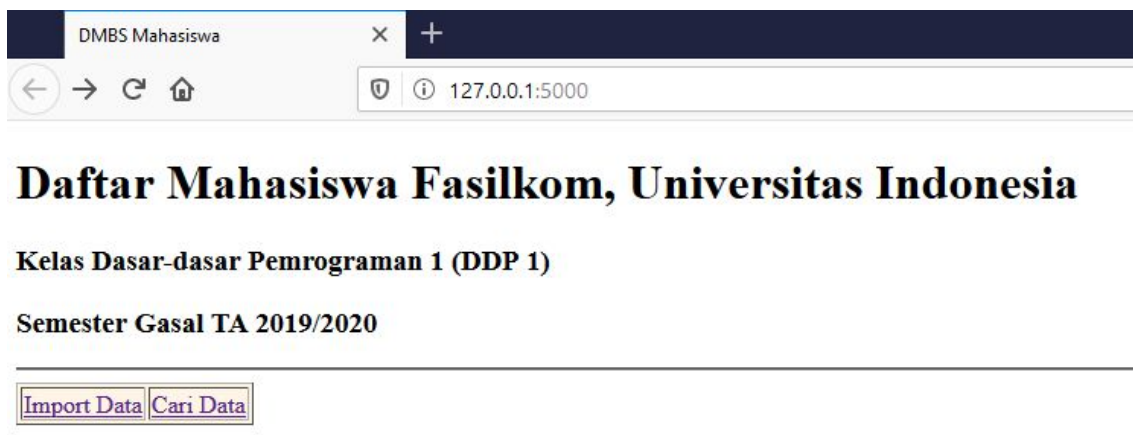 DMBS Mahasiswa
127.0.0.1:5000
Daftar Mahasiswa Fasilkom, Universitas Indonesia
Kelas Dasar-dasar Pemrograman 1 (DDP 1)
Semester Gasal TA 2019/2020
Import Data Cari Data